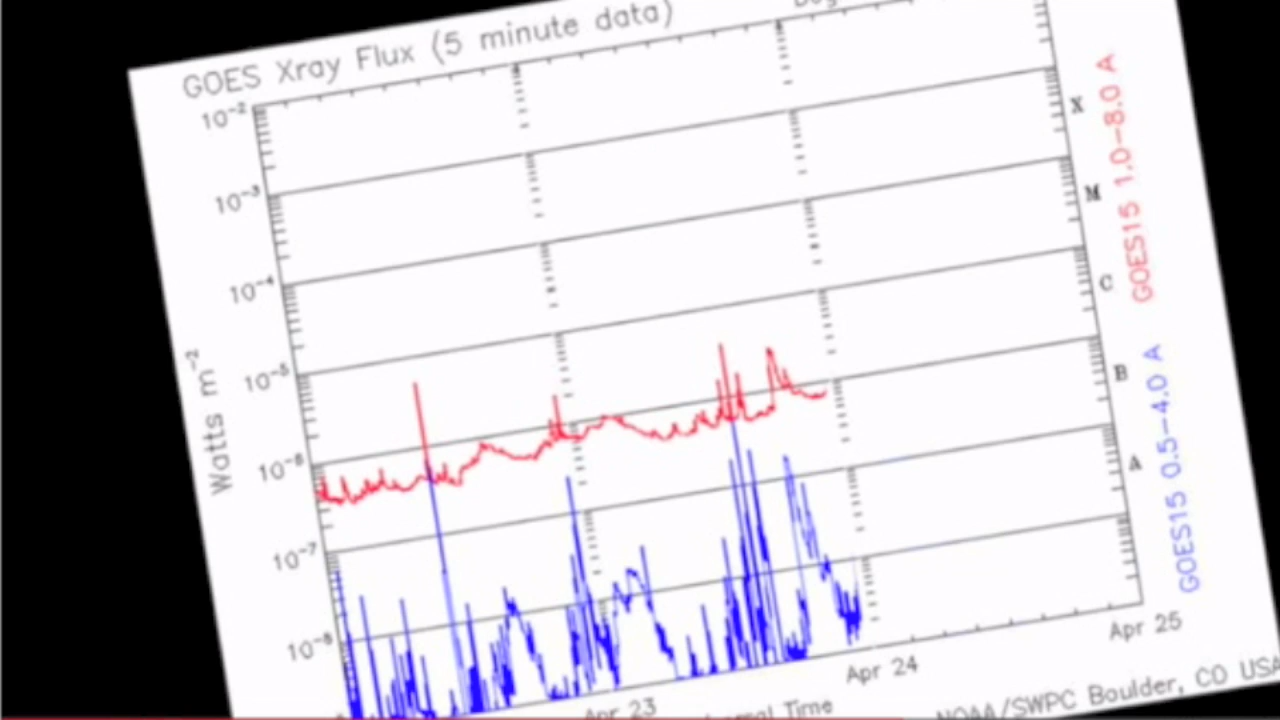 GOES Xray Flux (5 minute data)
10-2
10-3
10-4
10-5
10-6
10-7
10-8
Watts m-2
X
M
C
B
A
GOES15 1.0-8.0 A
GOES15 0.5-4.0 A
Apr 23
Apr 24
Apr 25
Time
NOAA/SWPC Boulder, CO USA